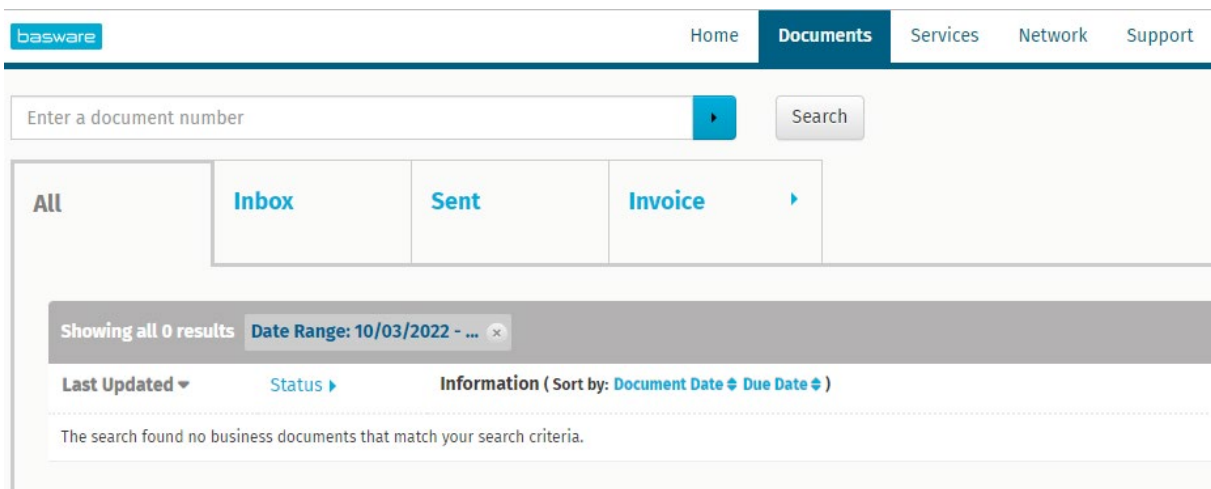 basware Home Documents Services Network Support
Enter a document number Search
All Inbox Sent Invoice
Showing all 0 results Date Range: 10/03/2022 - ...
Last Updated Status Information ( Sort by: Document Date Due Date )
The search found no business documents that match your search criteria.